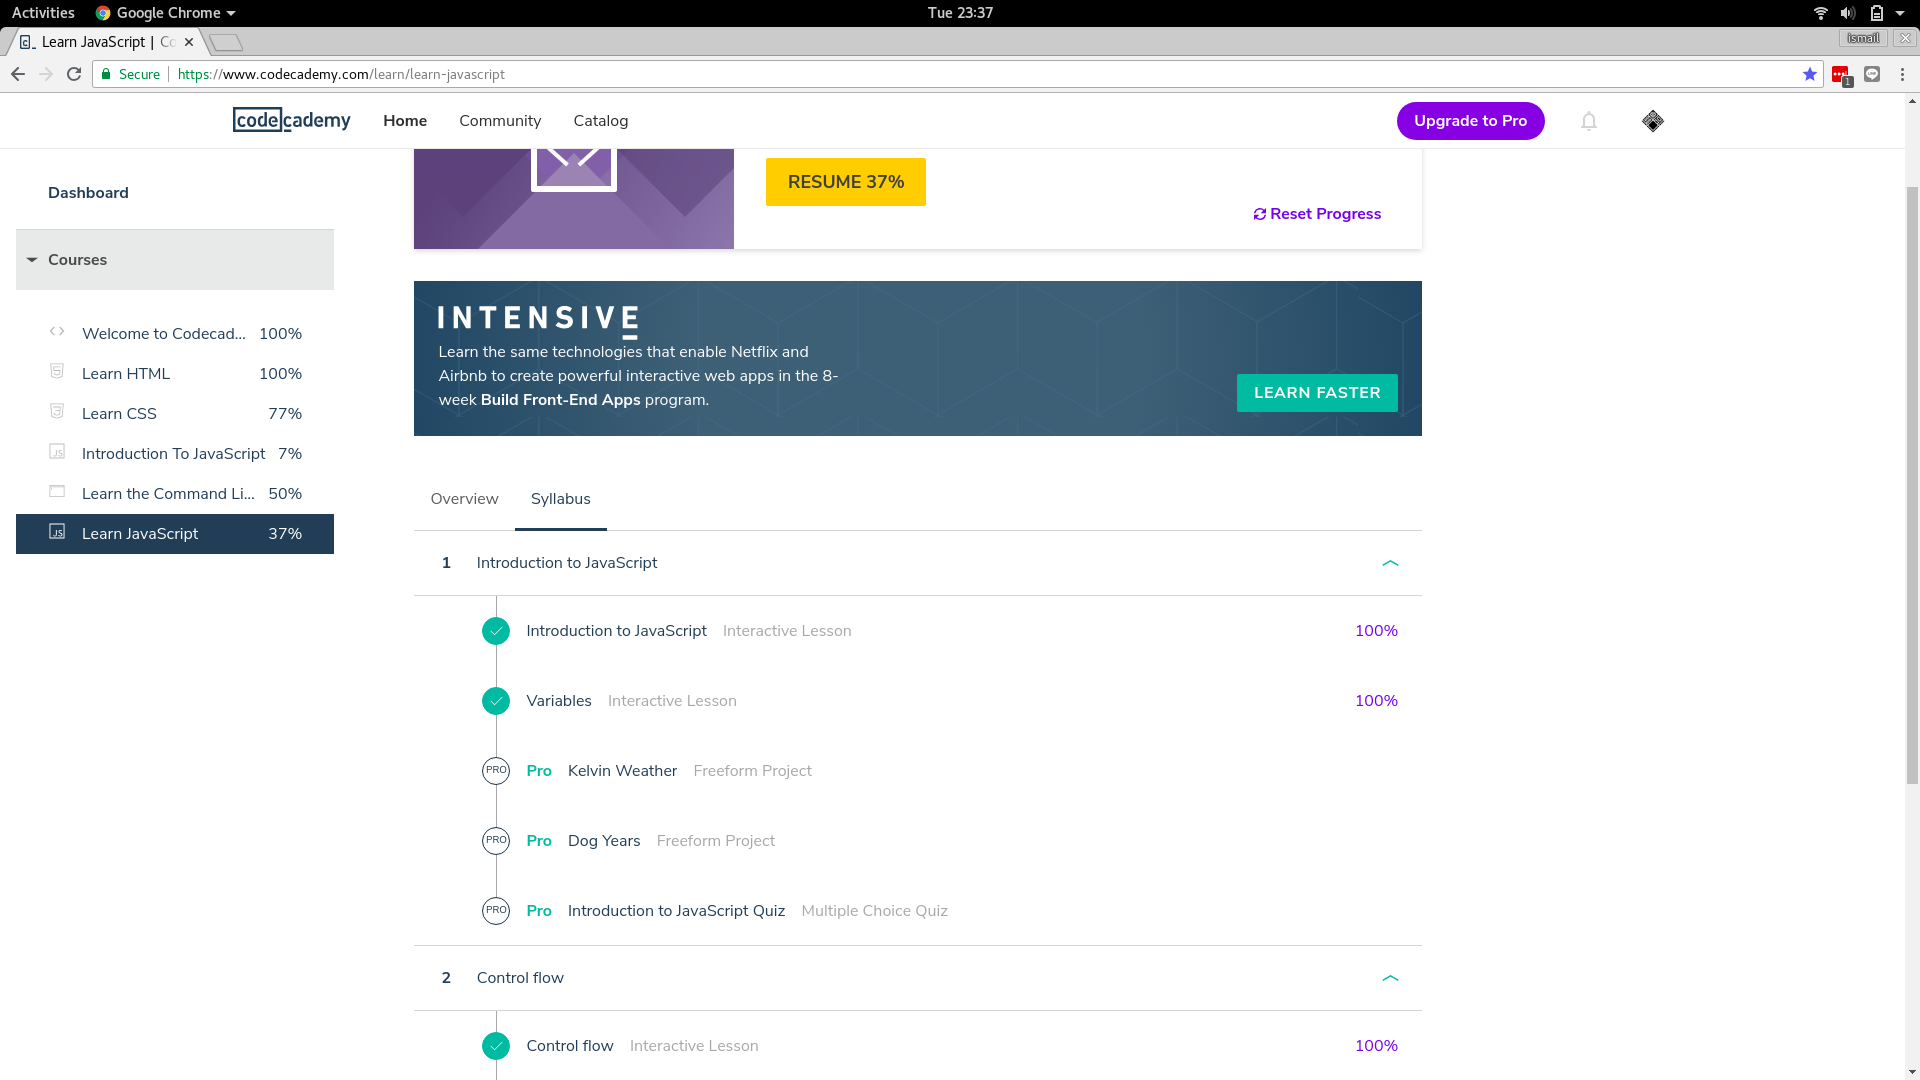 Activities
Google Chrome
Tue 23:37
Learn JavaScript | Co
ismail
Secure
https://www.codecademy.com/learn/learn-javascript
1
codecademy
Home
Community
Catalog
Upgrade to Pro
Dashboard
Courses
Welcome to Codecad... 100%
Learn HTML 100%
Learn CSS 77%
Introduction To JavaScript 7%
Learn the Command Li... 50%
Learn JavaScript 37%
RESUME 37%
Reset Progress
INTENSIVE
Learn the same technologies that enable Netflix and
Airbnb to create powerful interactive web apps in the 8-
week Build Front-End Apps program.
LEARN FASTER
Overview
Syllabus
1 Introduction to JavaScript
Introduction to JavaScript Interactive Lesson 100%
Variables Interactive Lesson 100%
PRO Pro Kelvin Weather Freeform Project
PRO Pro Dog Years Freeform Project
PRO Pro Introduction to JavaScript Quiz Multiple Choice Quiz
2 Control flow
Control flow Interactive Lesson 100%